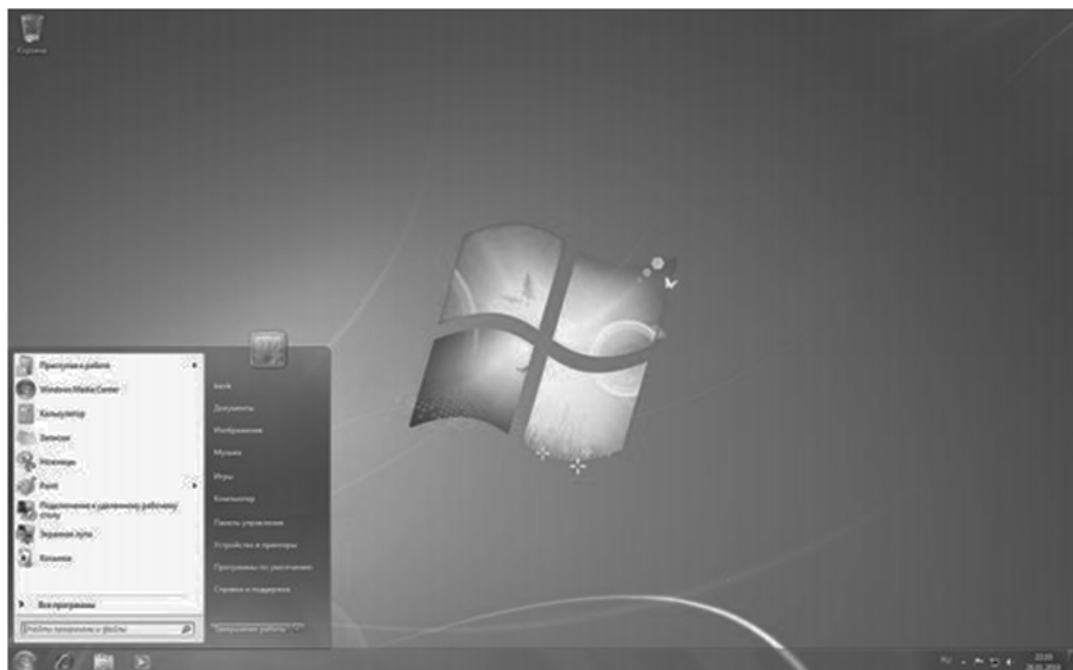 Корзина
Приступая к работе
Windows Media Center
Калькулятор
Записки
Ножницы
Paint
Подключение к удаленному рабочему
столу
Экранная лупа
Косынка
Все программы
Найти программы и файлы
Документы
Изображения
Музыка
Игры
Компьютер
Панель управления
Устройства и принтеры
Программы по умолчанию
Справка и поддержка
Завершение работы
RU